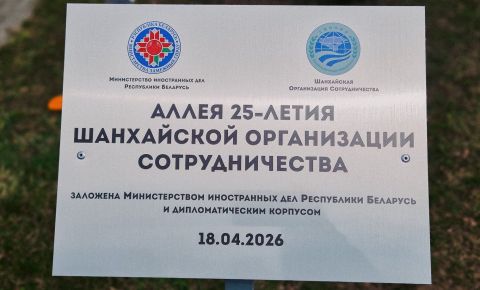 Министерство иностранных дел
Республики Беларусь
Шанхайская
Организация Сотрудничества
АЛЛЕЯ 25-ЛЕТИЯ
ШАНХАЙСКОЙ ОРГАНИЗАЦИИ
СОТРУДНИЧЕСТВА
заложена Министерством иностранных дел Республики Беларусь
и дипломатическим корпусом
18.04.2026